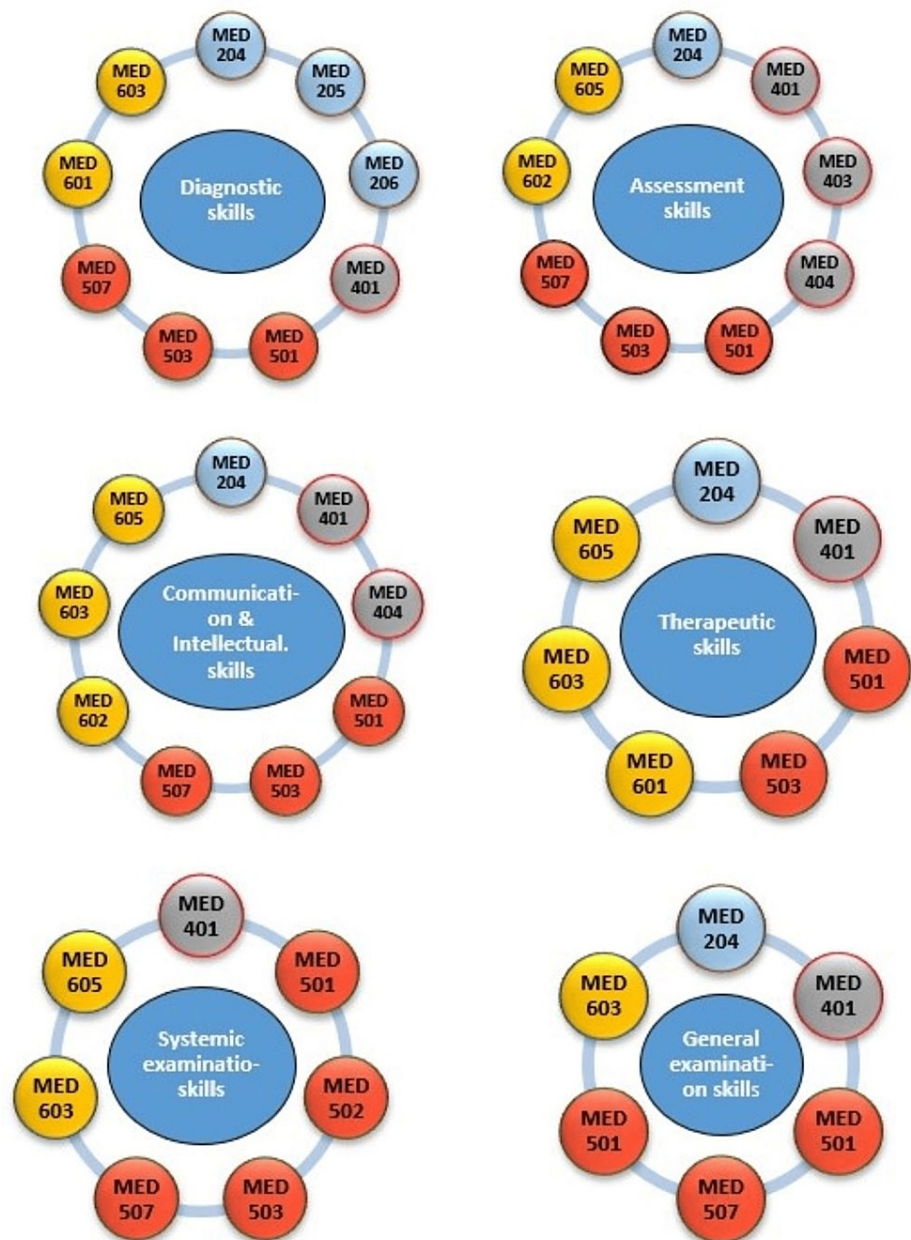 MED
204
MED
205
MED
206
MED
401
MED
501
MED
503
MED
507
MED
601
MED
603
Diagnostic
skills
MED
204
MED
401
MED
403
MED
404
MED
501
MED
503
MED
507
MED
602
MED
605
Assessment
skills
MED
204
MED
401
MED
404
MED
501
MED
503
MED
507
MED
602
MED
603
MED
605
Communicati-
on &
Intellectual.
skills
MED
204
MED
401
MED
501
MED
503
MED
601
MED
603
MED
605
Therapeutic
skills
MED
401
MED
501
MED
502
MED
503
MED
507
MED
603
MED
605
Systemic
examinatio-
skills
MED
204
MED
401
MED
501
MED
507
MED
501
MED
603
General
examinati-
on skills